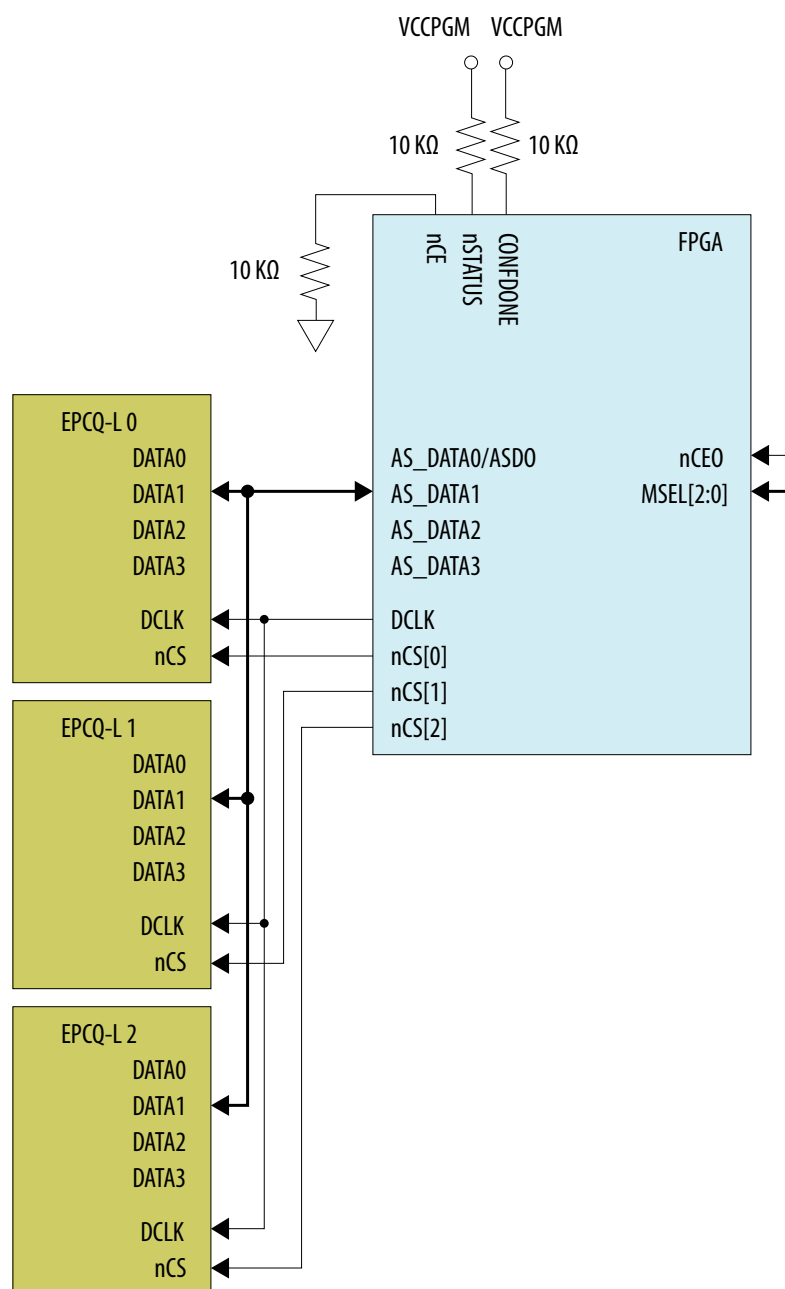 VCCPGM VCCPGM
10 KΩ 10 KΩ
10 KΩ
nCE
nSTATUS
CONFDONE
FPGA
EPCQ-L 0
DATA0
DATA1
DATA2
DATA3
DCLK
nCS
AS_DATA0/ASDO
AS_DATA1
AS_DATA2
AS_DATA3
DCLK
nCS[0]
nCS[1]
nCS[2]
nCEO
MSEL[2:0]
EPCQ-L 1
DATA0
DATA1
DATA2
DATA3
DCLK
nCS
EPCQ-L 2
DATA0
DATA1
DATA2
DATA3
DCLK
nCS